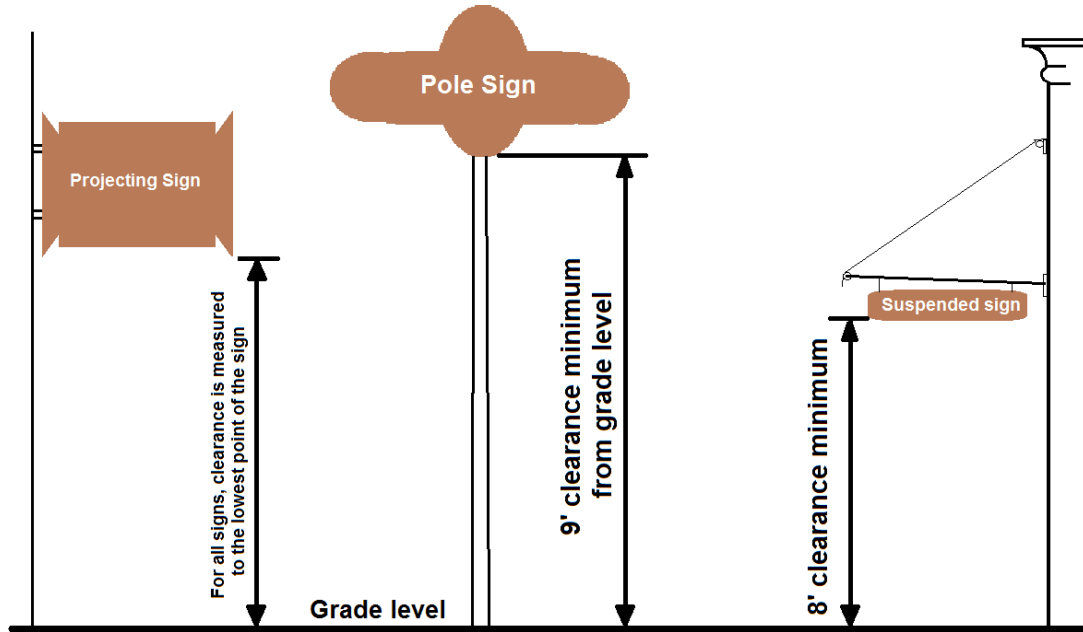 Pole Sign
Projecting Sign
Suspended sign
For all signs, clearance is measured
to the lowest point of the sign
9' clearance minimum
from grade level
8' clearance minimum
Grade level